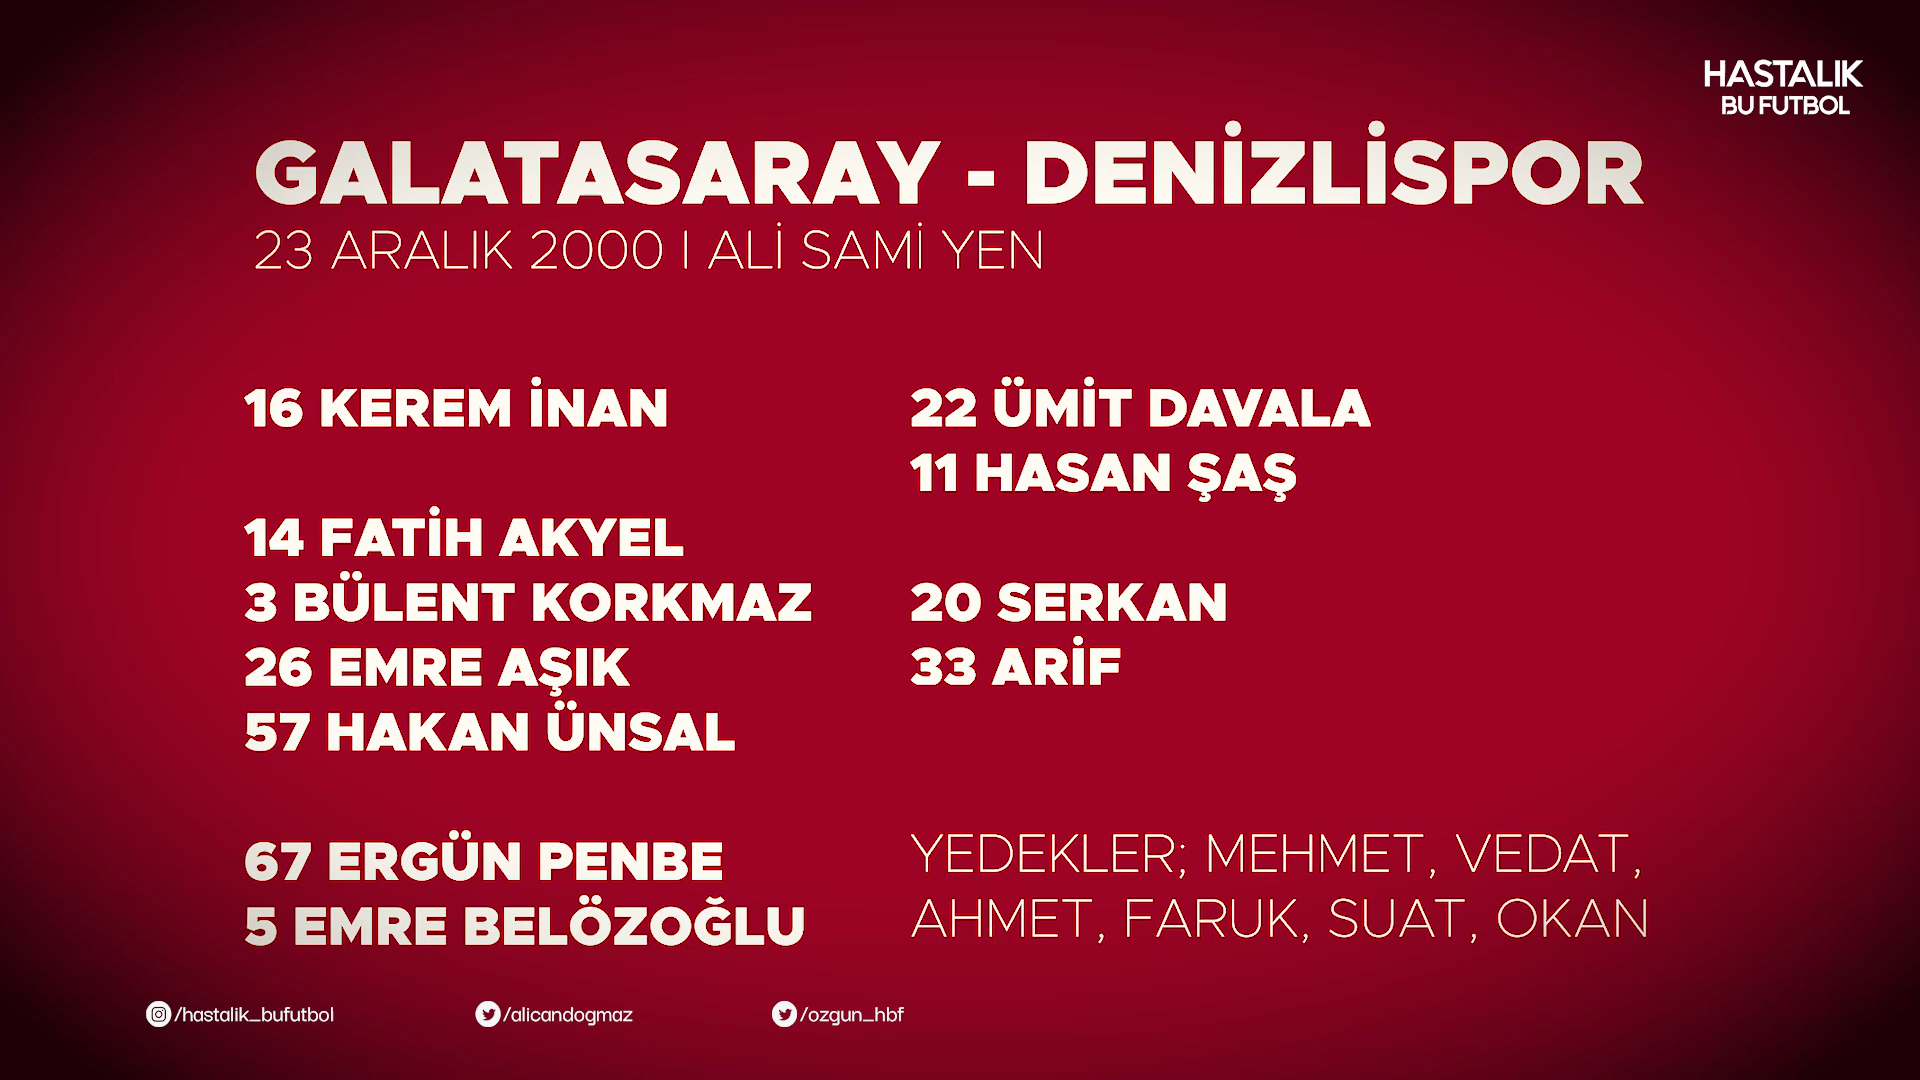 HASTALIK
BU FUTBOL
GALATASARAY - DENİZLİSPOR
23 ARALIK 2000 | ALİ SAMİ YEN
16 KEREM İNAN
14 FATİH AKYEL
3 BÜLENT KORKMAZ
26 EMRE AŞIK
57 HAKAN ÜNSAL
67 ERGÜN PENBE
5 EMRE BELÖZOĞLU
22 ÜMİT DAVALA
11 HASAN ŞAŞ
20 SERKAN
33 ARİF
YEDEKLER; MEHMET, VEDAT,
AHMET, FARUK, SUAT, OKAN
/hastalik_bufutbol
/alicandogmaz
/ozgun_hbf